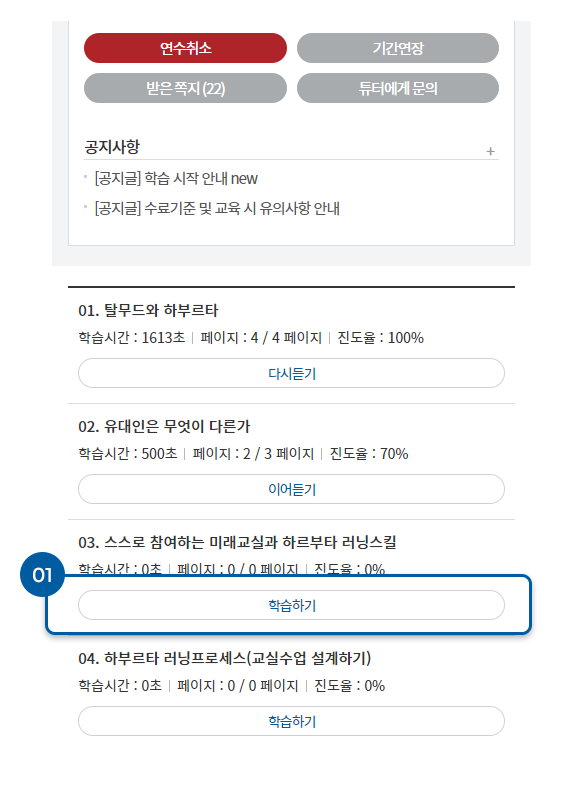 연수취소 기간연장
받은 쪽지 (22) 튜터에게 문의
공지사항 +
[공지글] 학습 시작 안내 new
[공지글] 수료기준 및 교육 시 유의사항 안내
01. 탈무드와 하부르타
학습시간 : 1613초 | 페이지 : 4 / 4 페이지 | 진도율 : 100%
다시듣기
02. 유대인은 무엇이 다른가
학습시간 : 500초 | 페이지 : 2 / 3 페이지 | 진도율 : 70%
이어듣기
03. 스스로 참여하는 미래교실과 하르부타 러닝스킬
학습시간 : 0초 | 페이지 : 0 / 0 페이지 | 진도율 : 0%
01
학습하기
04. 하부르타 러닝프로세스(교실수업 설계하기)
학습시간 : 0초 | 페이지 : 0 / 0 페이지 | 진도율 : 0%
학습하기